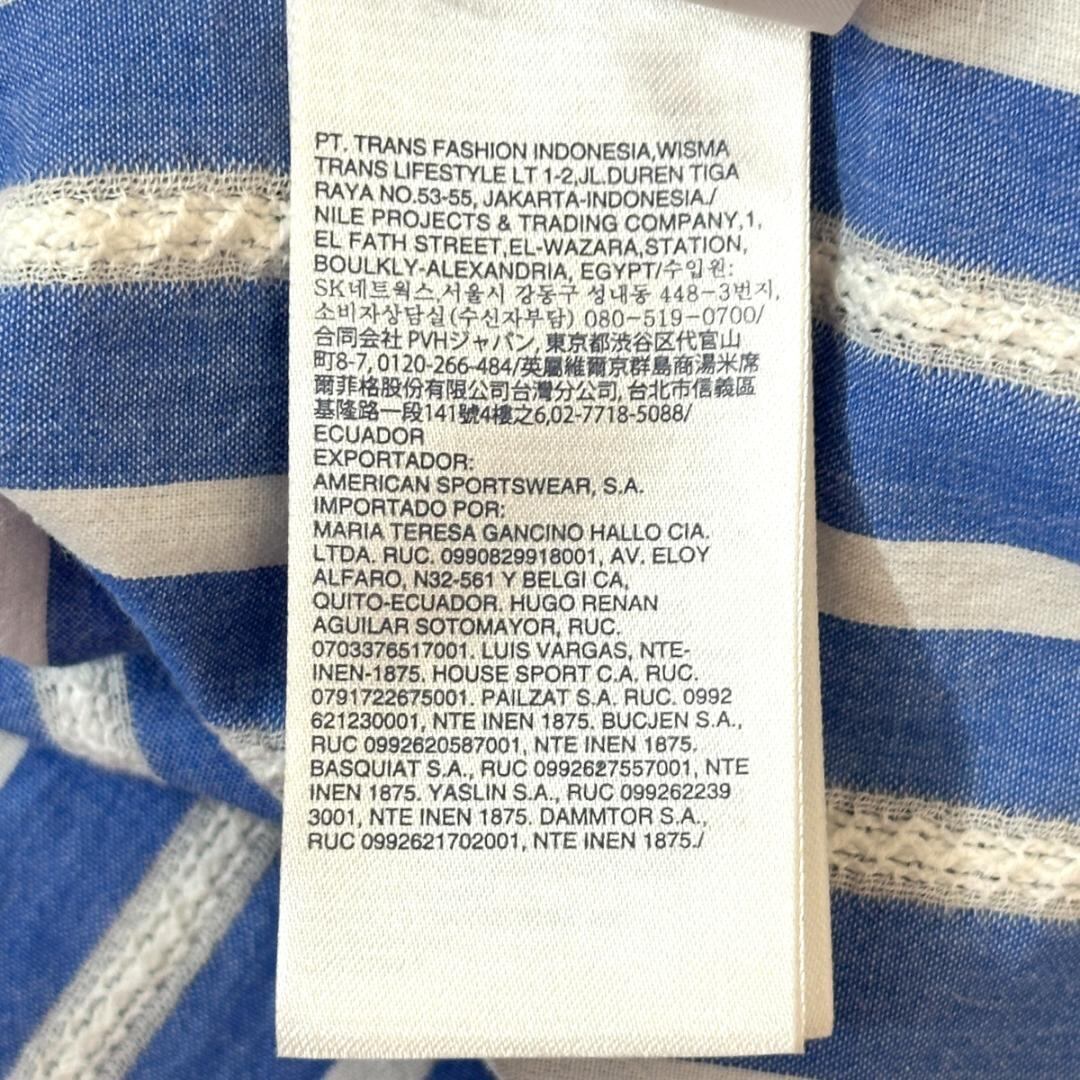 PT. TRANS FASHION INDONESIA,WISMA
TRANS LIFESTYLE LT 1-2,JL.DUREN TIGA
RAYA NO.53-55, JAKARTA-INDONESIA./
NILE PROJECTS & TRADING COMPANY,1,
EL FATH STREET,EL-WAZARA,STATION,
BOULKLY-ALEXANDRIA, EGYPT/수입원:
SK네트웍스,서울시 강동구 성내동 448-3번지,
소비자상담실(수신자부담) 080-519-0700/
合同会社 PVHジャパン, 東京都渋谷区代官山
町8-7, 0120-266-484/英屬維爾京群島商湯米席
爾菲格股份有限公司台灣分公司, 台北市信義區
基隆路一段141號4樓之6,02-7718-5088/
ECUADOR
EXPORTADOR:
AMERICAN SPORTSWEAR, S.A.
IMPORTADO POR:
MARIA TERESA GANCINO HALLO CIA.
LTDA. RUC. 0990829918001, AV. ELOY
ALFARO, N32-561 Y BELGI CA,
QUITO-ECUADOR. HUGO RENAN
AGUILAR SOTOMAYOR, RUC.
0703376517001. LUIS VARGAS, NTE-
INEN-1875. HOUSE SPORT C.A. RUC.
0791722675001. PAILZAT S.A. RUC. 0992
621230001, NTE INEN 1875. BUCJEN S.A.,
RUC 0992620587001, NTE INEN 1875.
BASQUIAT S.A., RUC 0992627557001, NTE
INEN 1875. YASLIN S.A., RUC 099262239
3001, NTE INEN 1875. DAMMTOR S.A.,
RUC 0992621702001, NTE INEN 1875./